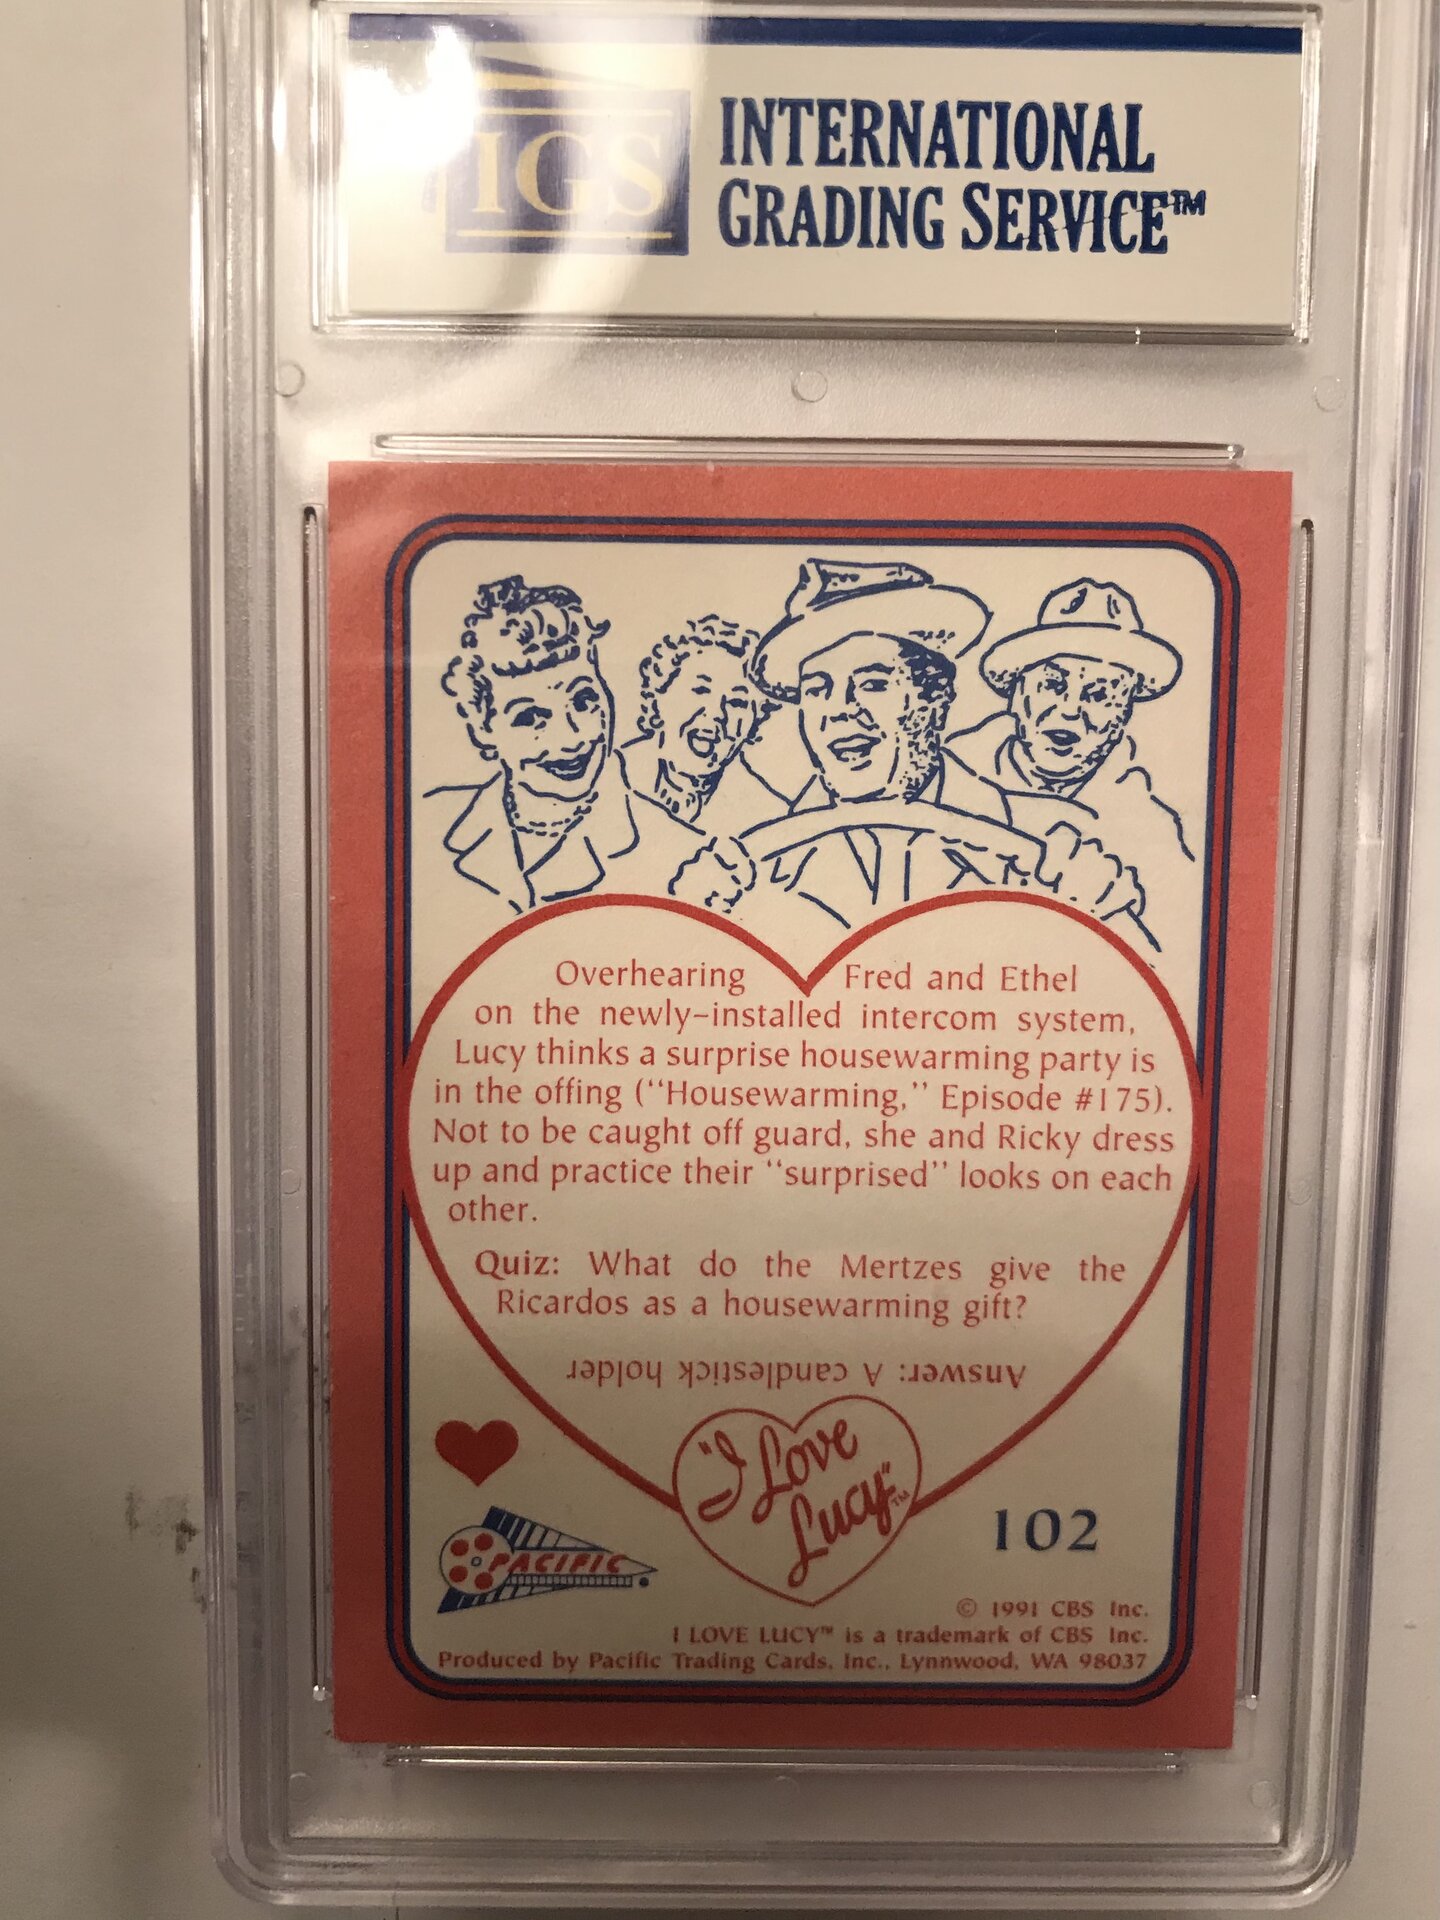 IGS
INTERNATIONAL
GRADING SERVICE™
Overhearing Fred and Ethel
on the newly-installed intercom system,
Lucy thinks a surprise housewarming party is
in the offing (“Housewarming,” Episode #175).
Not to be caught off guard, she and Ricky dress
up and practice their “surprised” looks on each
other.
Quiz: What do the Mertzes give the
Ricardos as a housewarming gift?
Answer: A candlestick holder
"I Love
Lucy"™
PACIFIC
102
© 1991 CBS Inc.
I LOVE LUCY™ is a trademark of CBS Inc.
Produced by Pacific Trading Cards, Inc., Lynnwood, WA 98037